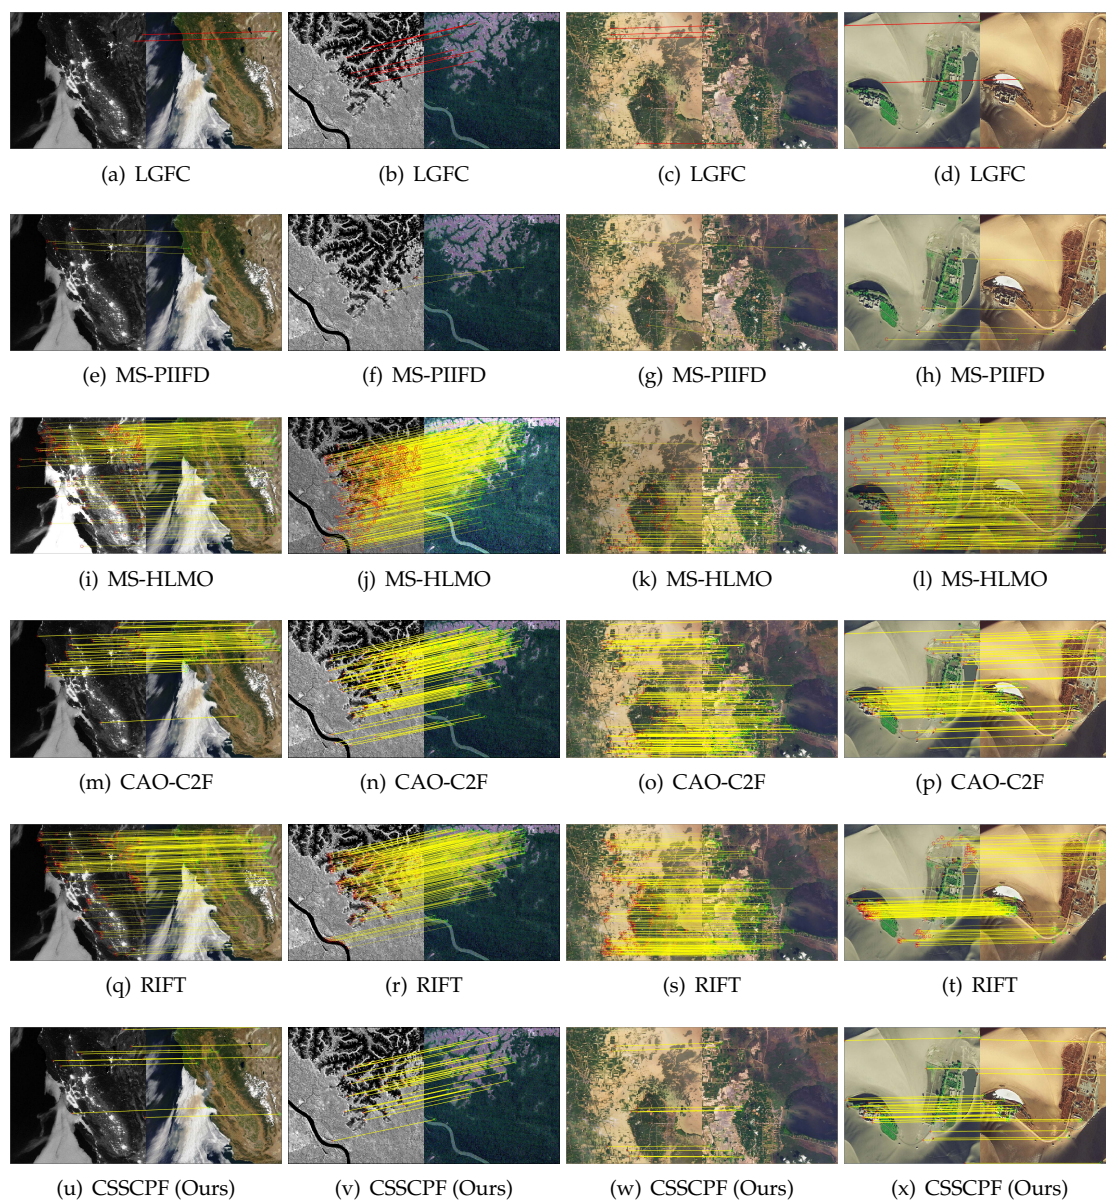 (a) LGFC
(b) LGFC
(c) LGFC
(d) LGFC
(e) MS-PIIFD
(f) MS-PIIFD
(g) MS-PIIFD
(h) MS-PIIFD
(i) MS-HLMO
(j) MS-HLMO
(k) MS-HLMO
(l) MS-HLMO
(m) CAO-C2F
(n) CAO-C2F
(o) CAO-C2F
(p) CAO-C2F
(q) RIFT
(r) RIFT
(s) RIFT
(t) RIFT
(u) CSSCPF (Ours)
(v) CSSCPF (Ours)
(w) CSSCPF (Ours)
(x) CSSCPF (Ours)